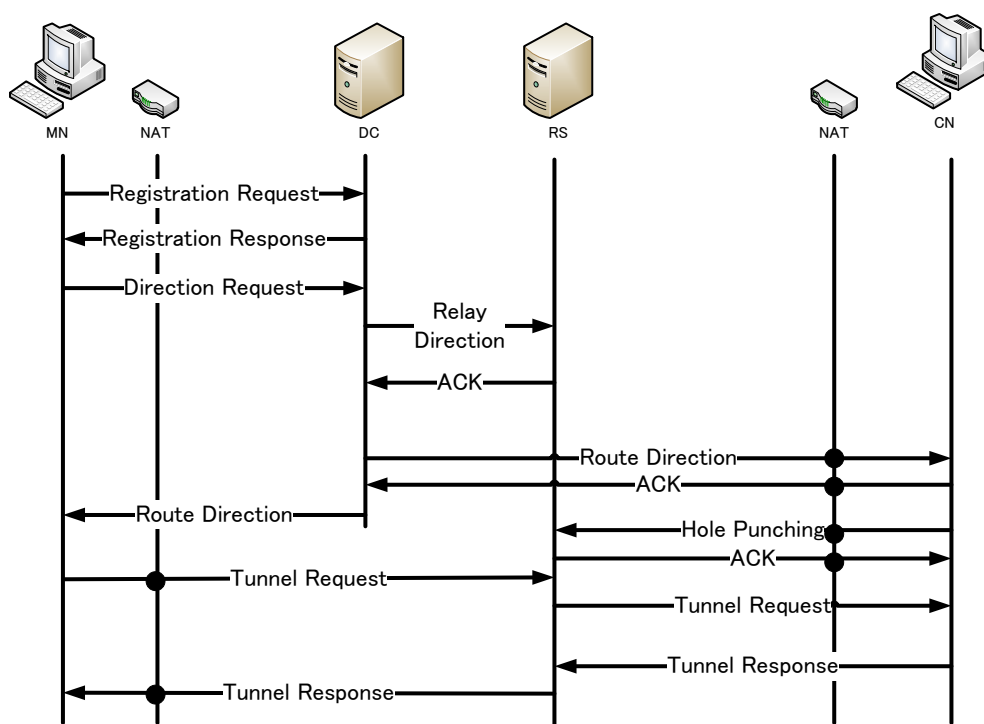 MN
NAT
DC
RS
NAT
CN
Registration Request
Registration Response
Direction Request
Relay
Direction
ACK
Route Direction
ACK
Route Direction
Hole Punching
ACK
Tunnel Request
Tunnel Request
Tunnel Response
Tunnel Response